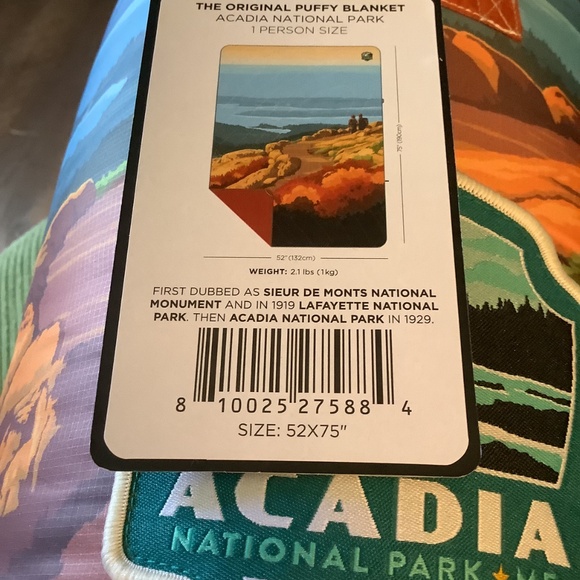 THE ORIGINAL PUFFY BLANKET
ACADIA NATIONAL PARK
1 PERSON SIZE
75" (190cm)
52" (132cm)
WEIGHT: 2.1 lbs (1kg)
FIRST DUBBED AS SIEUR DE MONTS NATIONAL
MONUMENT AND IN 1919 LAFAYETTE NATIONAL
PARK. THEN ACADIA NATIONAL PARK IN 1929.
8 10025 27588 4
SIZE: 52X75"
ACADIA
NATIONAL PARK